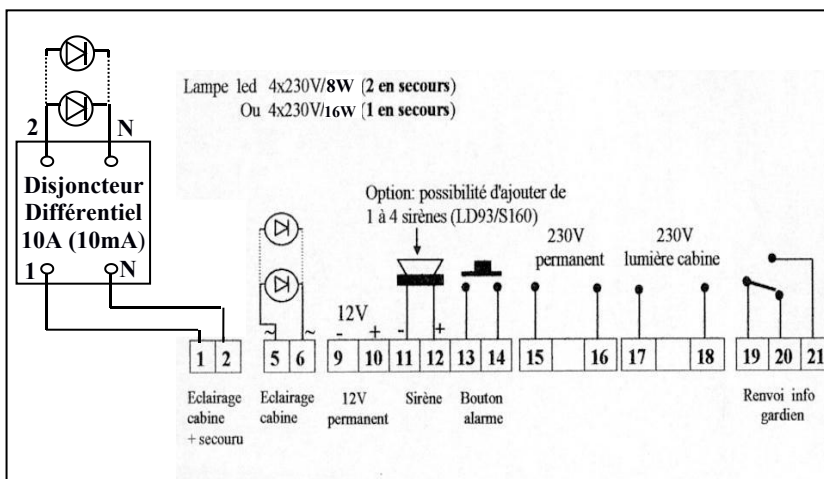 Lampe led 4x230V/8W (2 en secours)
Ou 4x230V/16W (1 en secours)
2 N
Disjoncteur
Différentiel
10A (10mA)
1 N
Option: possibilité d'ajouter de
1 à 4 sirènes (LD93/S160)
230V
permanent
230V
lumière cabine
12V
~ ~ - + - +
1 2 5 6 9 10 11 12 13 14 15 16 17 18 19 20 21
Eclairage
cabine
+ secouru
Eclairage
cabine
12V
permanent
Sirène
Bouton
alarme
Renvoi info
gardien